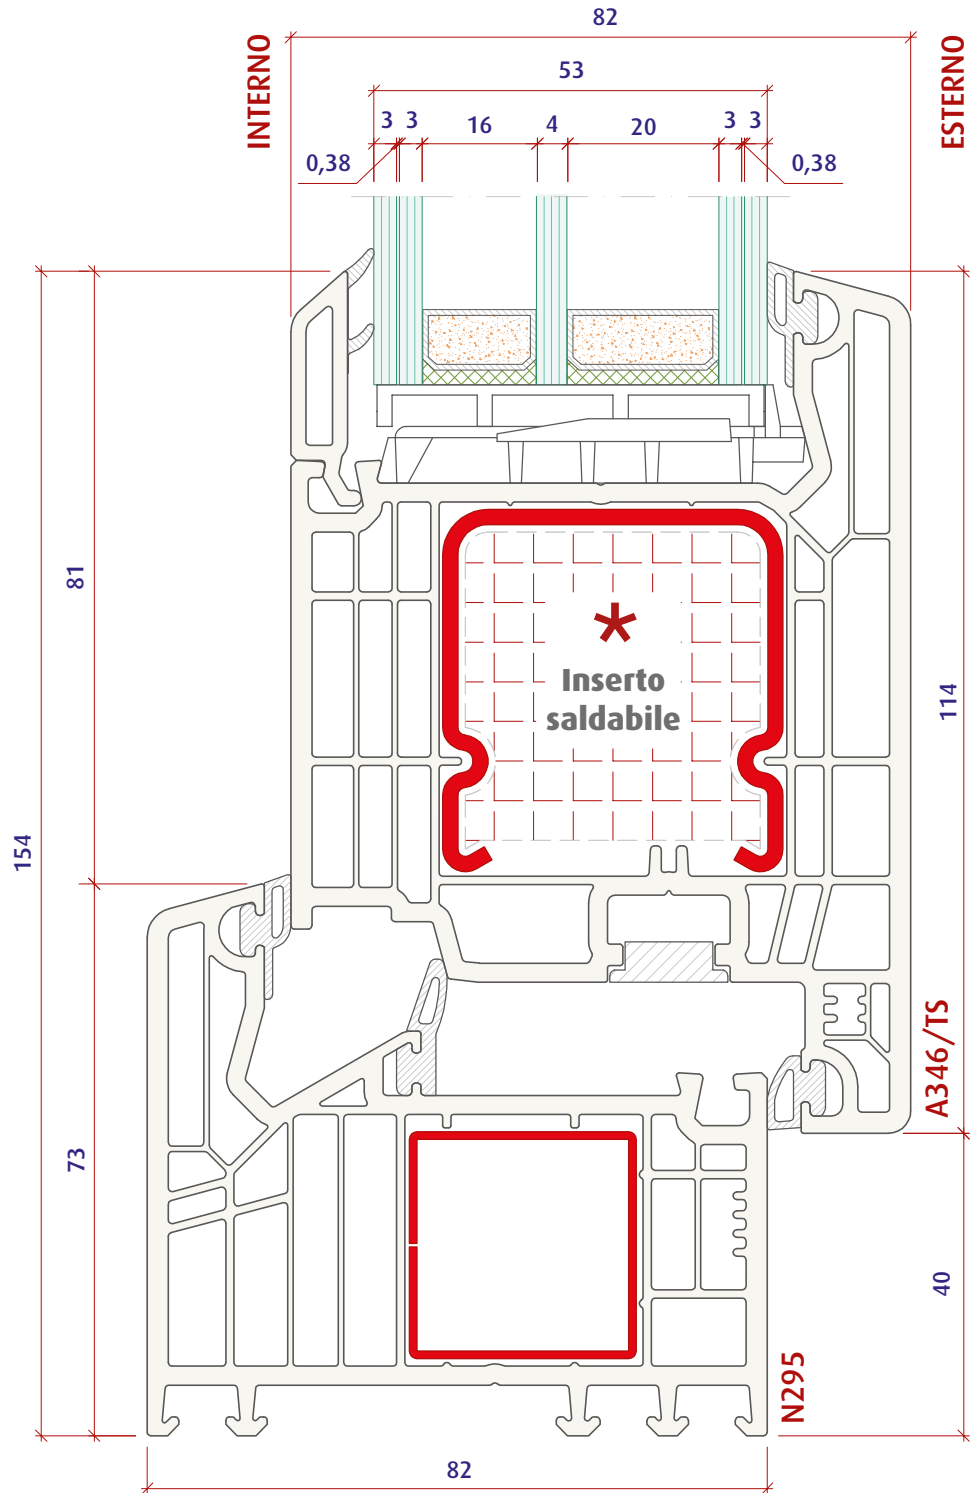 82
INTERNO
ESTERNO
53
3 3 16 4 20 3 3
0,38
0,38
81
*
Inserto
saldabile
114
154
A346/TS
73
40
N295
82